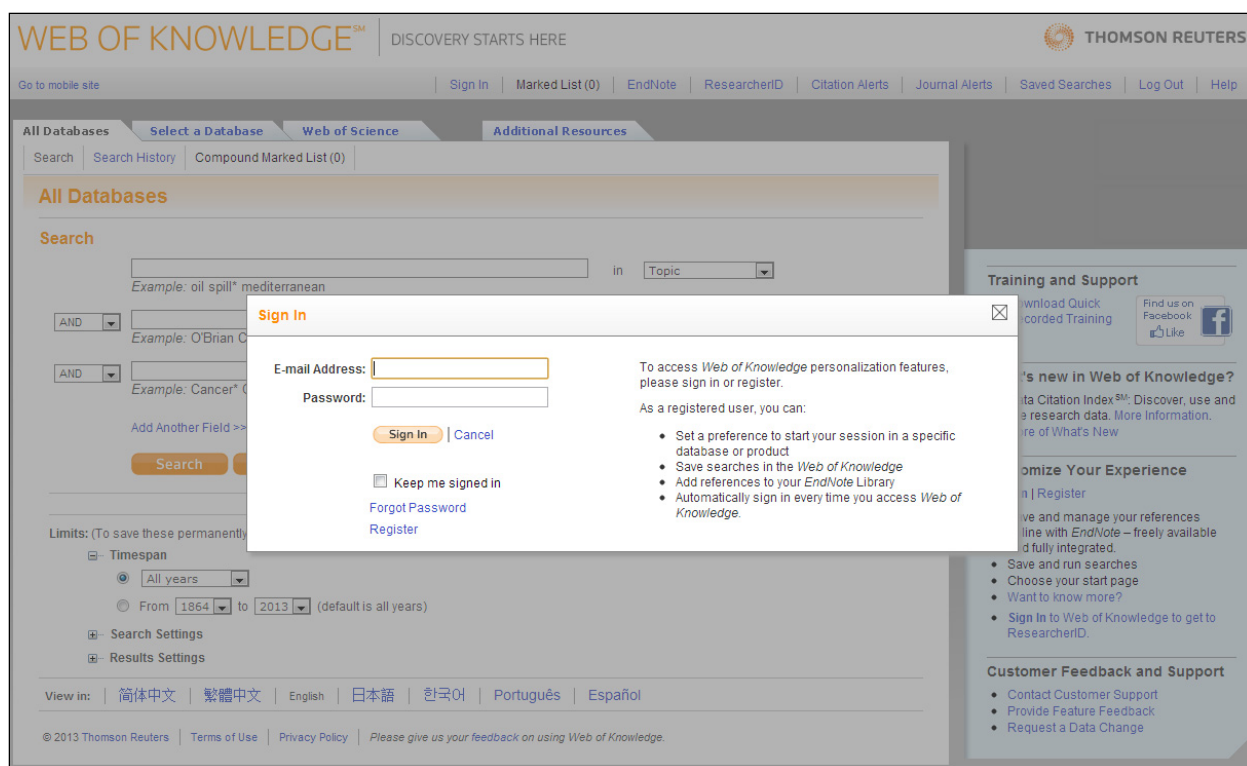 WEB OF KNOWLEDGE℠ DISCOVERY STARTS HERE
THOMSON REUTERS
Go to mobile site
Sign In Marked List (0) EndNote ResearcherID Citation Alerts Journal Alerts Saved Searches Log Out Help
All Databases Select a Database Web of Science Additional Resources
Search Search History Compound Marked List (0)
All Databases
Search
in Topic
Example: oil spill* mediterranean
AND
Example: O'Brian C
AND
Example: Cancer*
Add Another Field >>
Search
Limits: (To save these permanently
Timespan
All years
From 1864 to 2013 (default is all years)
Search Settings
Results Settings
View in: 简体中文 繁體中文 English 日本語 한국어 Português Español
© 2013 Thomson Reuters Terms of Use Privacy Policy Please give us your feedback on using Web of Knowledge.
Sign In
E-mail Address:
Password:
Sign In Cancel
Keep me signed in
Forgot Password
Register
To access Web of Knowledge personalization features,
please sign in or register.
As a registered user, you can:
Set a preference to start your session in a specific
database or product
Save searches in the Web of Knowledge
Add references to your EndNote Library
Automatically sign in every time you access Web of
Knowledge.
Training and Support
Quick
Training
Find us on
Facebook
Like
f
's new in Web of Knowledge?
Citation Index℠: Discover, use and
research data. More Information.
of What's New
Your Experience
| Register
and manage your references
with EndNote – freely available
fully integrated.
Save and run searches
Choose your start page
Want to know more?
Sign In to Web of Knowledge to get to
ResearcherID.
Customer Feedback and Support
Contact Customer Support
Provide Feature Feedback
Request a Data Change